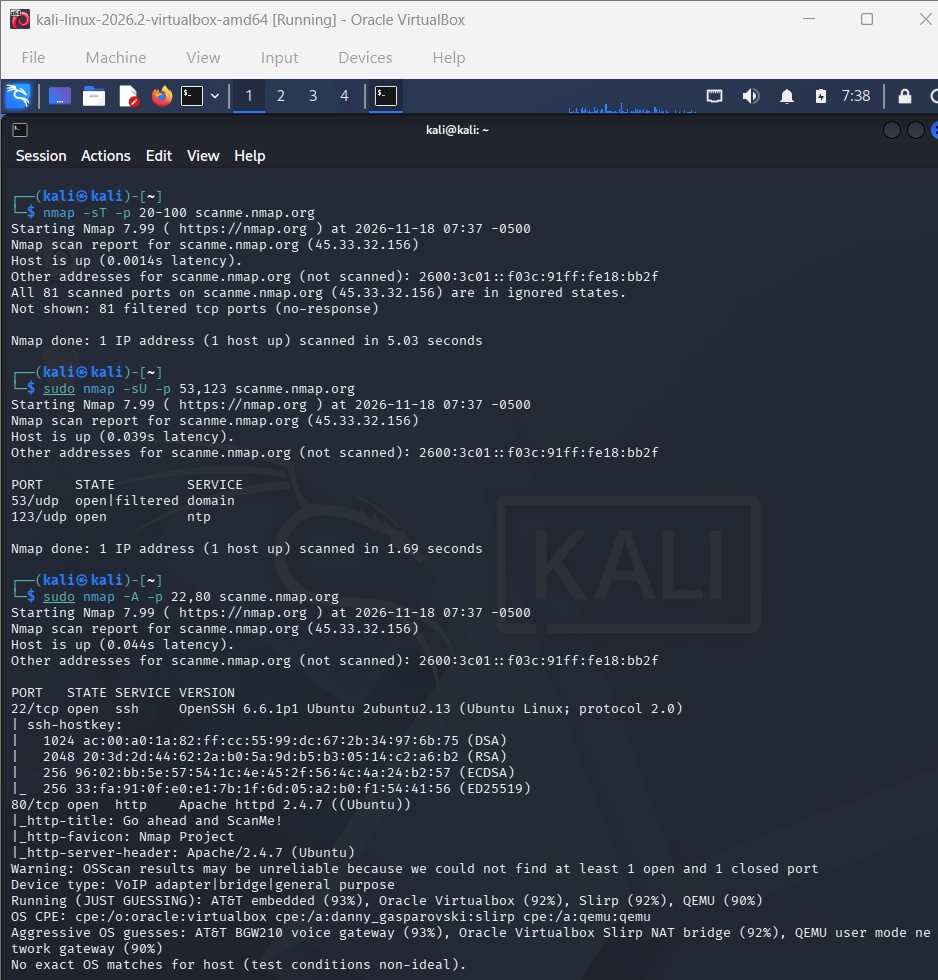 kali-linux-2026.2-virtualbox-amd64 [Running] - Oracle VirtualBox
File Machine View Input Devices Help
1 2 3 4 7:38
kali@kali: ~
Session Actions Edit View Help
┌──(kali㉿kali)-[~]
└─$ nmap -sT -p 20-100 scanme.nmap.org
Starting Nmap 7.99 ( https://nmap.org ) at 2026-11-18 07:37 -0500
Nmap scan report for scanme.nmap.org (45.33.32.156)
Host is up (0.0014s latency).
Other addresses for scanme.nmap.org (not scanned): 2600:3c01::f03c:91ff:fe18:bb2f
All 81 scanned ports on scanme.nmap.org (45.33.32.156) are in ignored states.
Not shown: 81 filtered tcp ports (no-response)
Nmap done: 1 IP address (1 host up) scanned in 5.03 seconds
┌──(kali㉿kali)-[~]
└─$ sudo nmap -sU -p 53,123 scanme.nmap.org
Starting Nmap 7.99 ( https://nmap.org ) at 2026-11-18 07:37 -0500
Nmap scan report for scanme.nmap.org (45.33.32.156)
Host is up (0.039s latency).
Other addresses for scanme.nmap.org (not scanned): 2600:3c01::f03c:91ff:fe18:bb2f
PORT    STATE         SERVICE
53/udp  open|filtered domain
123/udp open          ntp
Nmap done: 1 IP address (1 host up) scanned in 1.69 seconds
KALI
┌──(kali㉿kali)-[~]
└─$ sudo nmap -A -p 22,80 scanme.nmap.org
Starting Nmap 7.99 ( https://nmap.org ) at 2026-11-18 07:37 -0500
Nmap scan report for scanme.nmap.org (45.33.32.156)
Host is up (0.044s latency).
Other addresses for scanme.nmap.org (not scanned): 2600:3c01::f03c:91ff:fe18:bb2f
PORT   STATE SERVICE VERSION
22/tcp open  ssh     OpenSSH 6.6.1p1 Ubuntu 2ubuntu2.13 (Ubuntu Linux; protocol 2.0)
| ssh-hostkey:
|   1024 ac:00:a0:1a:82:ff:cc:55:99:dc:67:2b:34:97:6b:75 (DSA)
|   2048 20:3d:2d:44:62:2a:b0:5a:9d:b5:b3:05:14:c2:a6:b2 (RSA)
|   256 96:02:bb:5e:57:54:1c:4e:45:2f:56:4c:4a:24:b2:57 (ECDSA)
|_  256 33:fa:91:0f:e0:e1:7b:1f:6d:05:a2:b0:f1:54:41:56 (ED25519)
80/tcp open  http    Apache httpd 2.4.7 ((Ubuntu))
|_http-title: Go ahead and ScanMe!
|_http-favicon: Nmap Project
|_http-server-header: Apache/2.4.7 (Ubuntu)
Warning: OSScan results may be unreliable because we could not find at least 1 open and 1 closed port
Device type: VoIP adapter|bridge|general purpose
Running (JUST GUESSING): AT&T embedded (93%), Oracle Virtualbox (92%), Slirp (92%), QEMU (90%)
OS CPE: cpe:/o:oracle:virtualbox cpe:/a:danny_gasparovski:slirp cpe:/a:qemu:qemu
Aggressive OS guesses: AT&T BGW210 voice gateway (93%), Oracle Virtualbox Slirp NAT bridge (92%), QEMU user mode ne
twork gateway (90%)
No exact OS matches for host (test conditions non-ideal).